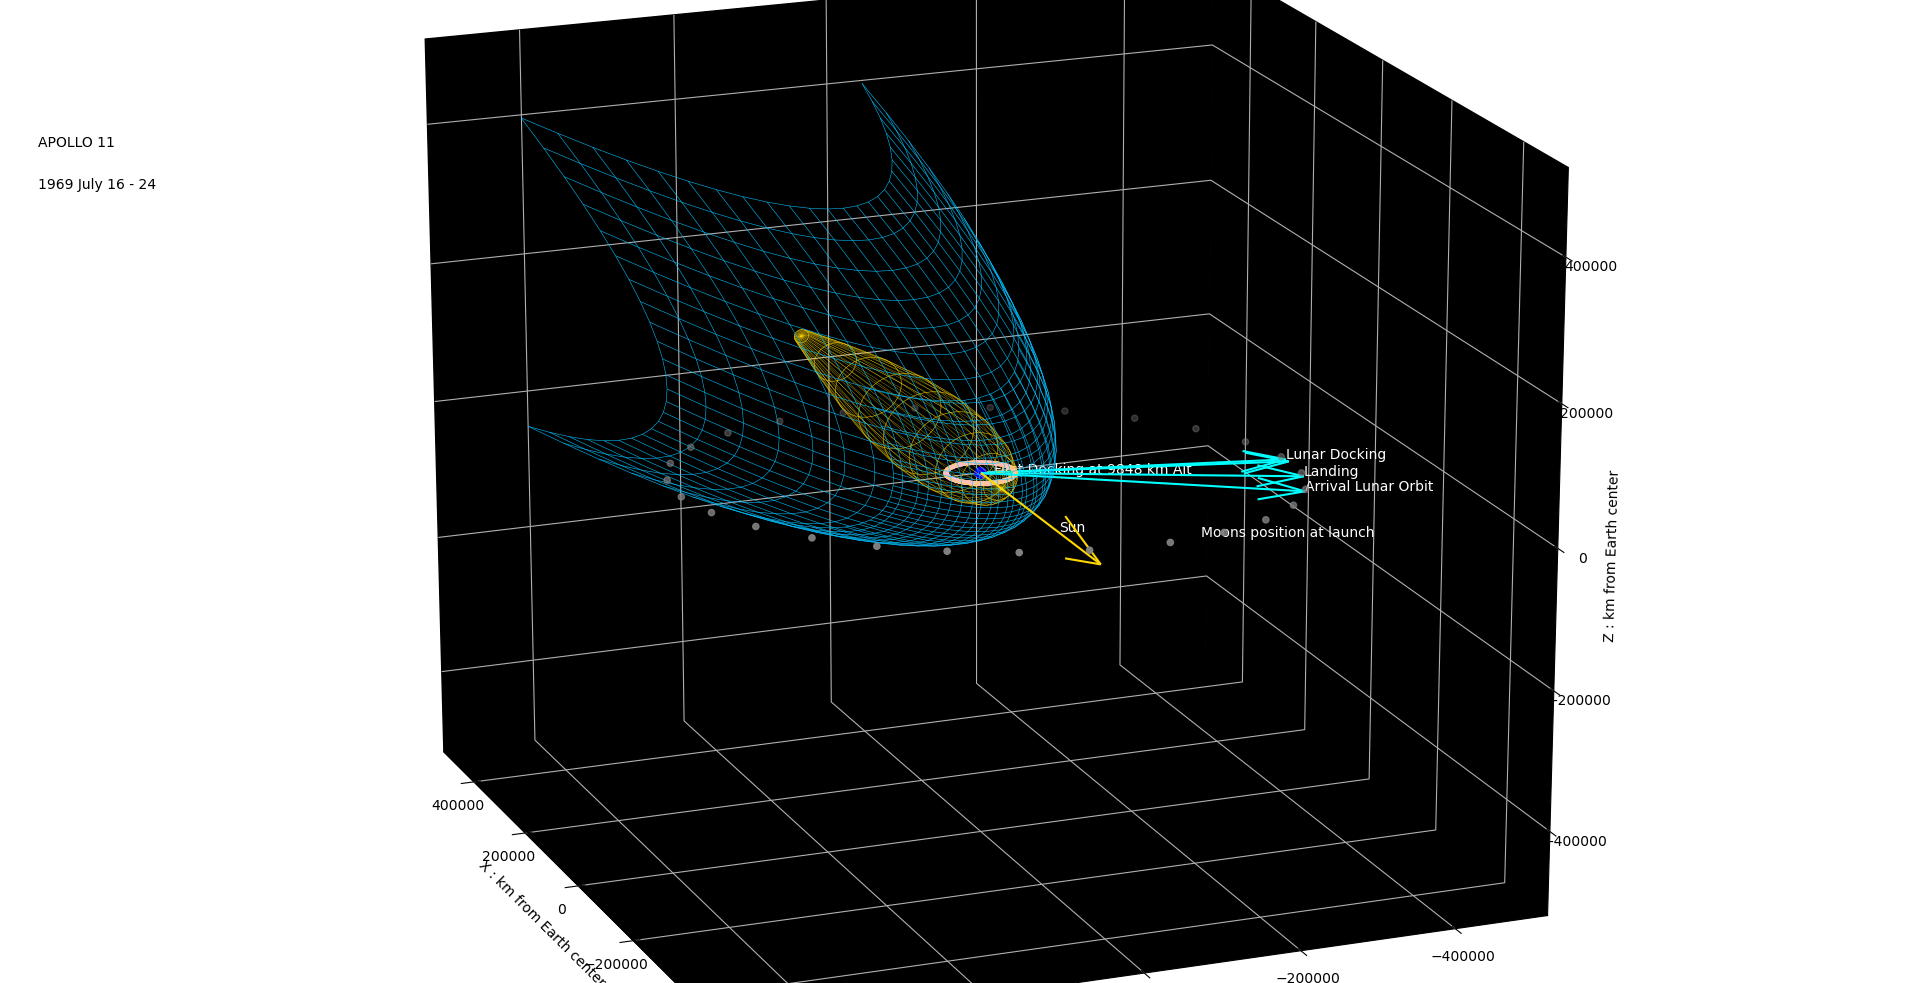 APOLLO 11
1969 July 16 - 24
Lunar Docking
Docking at 9848 km Alt
Landing
Arrival Lunar Orbit
Sun
Moons position at launch
400000
200000
0
−200000
−400000
Z : km from Earth center
400000
200000
0
−200000
X : km from Earth center
−200000
−400000